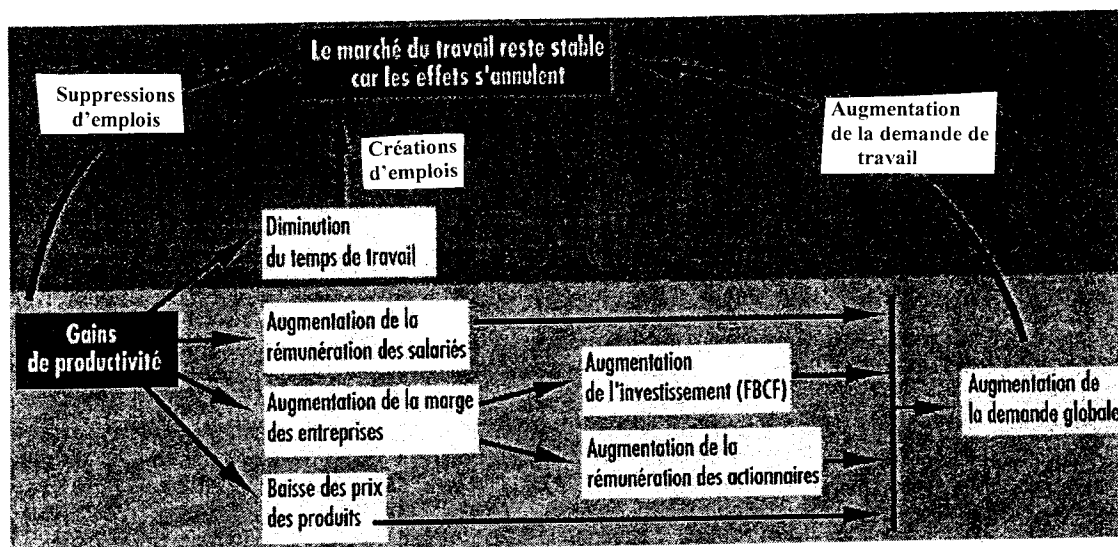 Le marché du travail reste stable
car les effets s'annulent
Suppressions
d'emplois
Créations
d'emplois
Augmentation
de la demande de
travail
Diminution
du temps de travail
Gains
de productivité
Augmentation de la
rémunération des salariés
Augmentation de la marge
des entreprises
Baisse des prix
des produits
Augmentation
de l'investissement (FBCF)
Augmentation de la
rémunération des actionnaires
Augmentation de
la demande globale